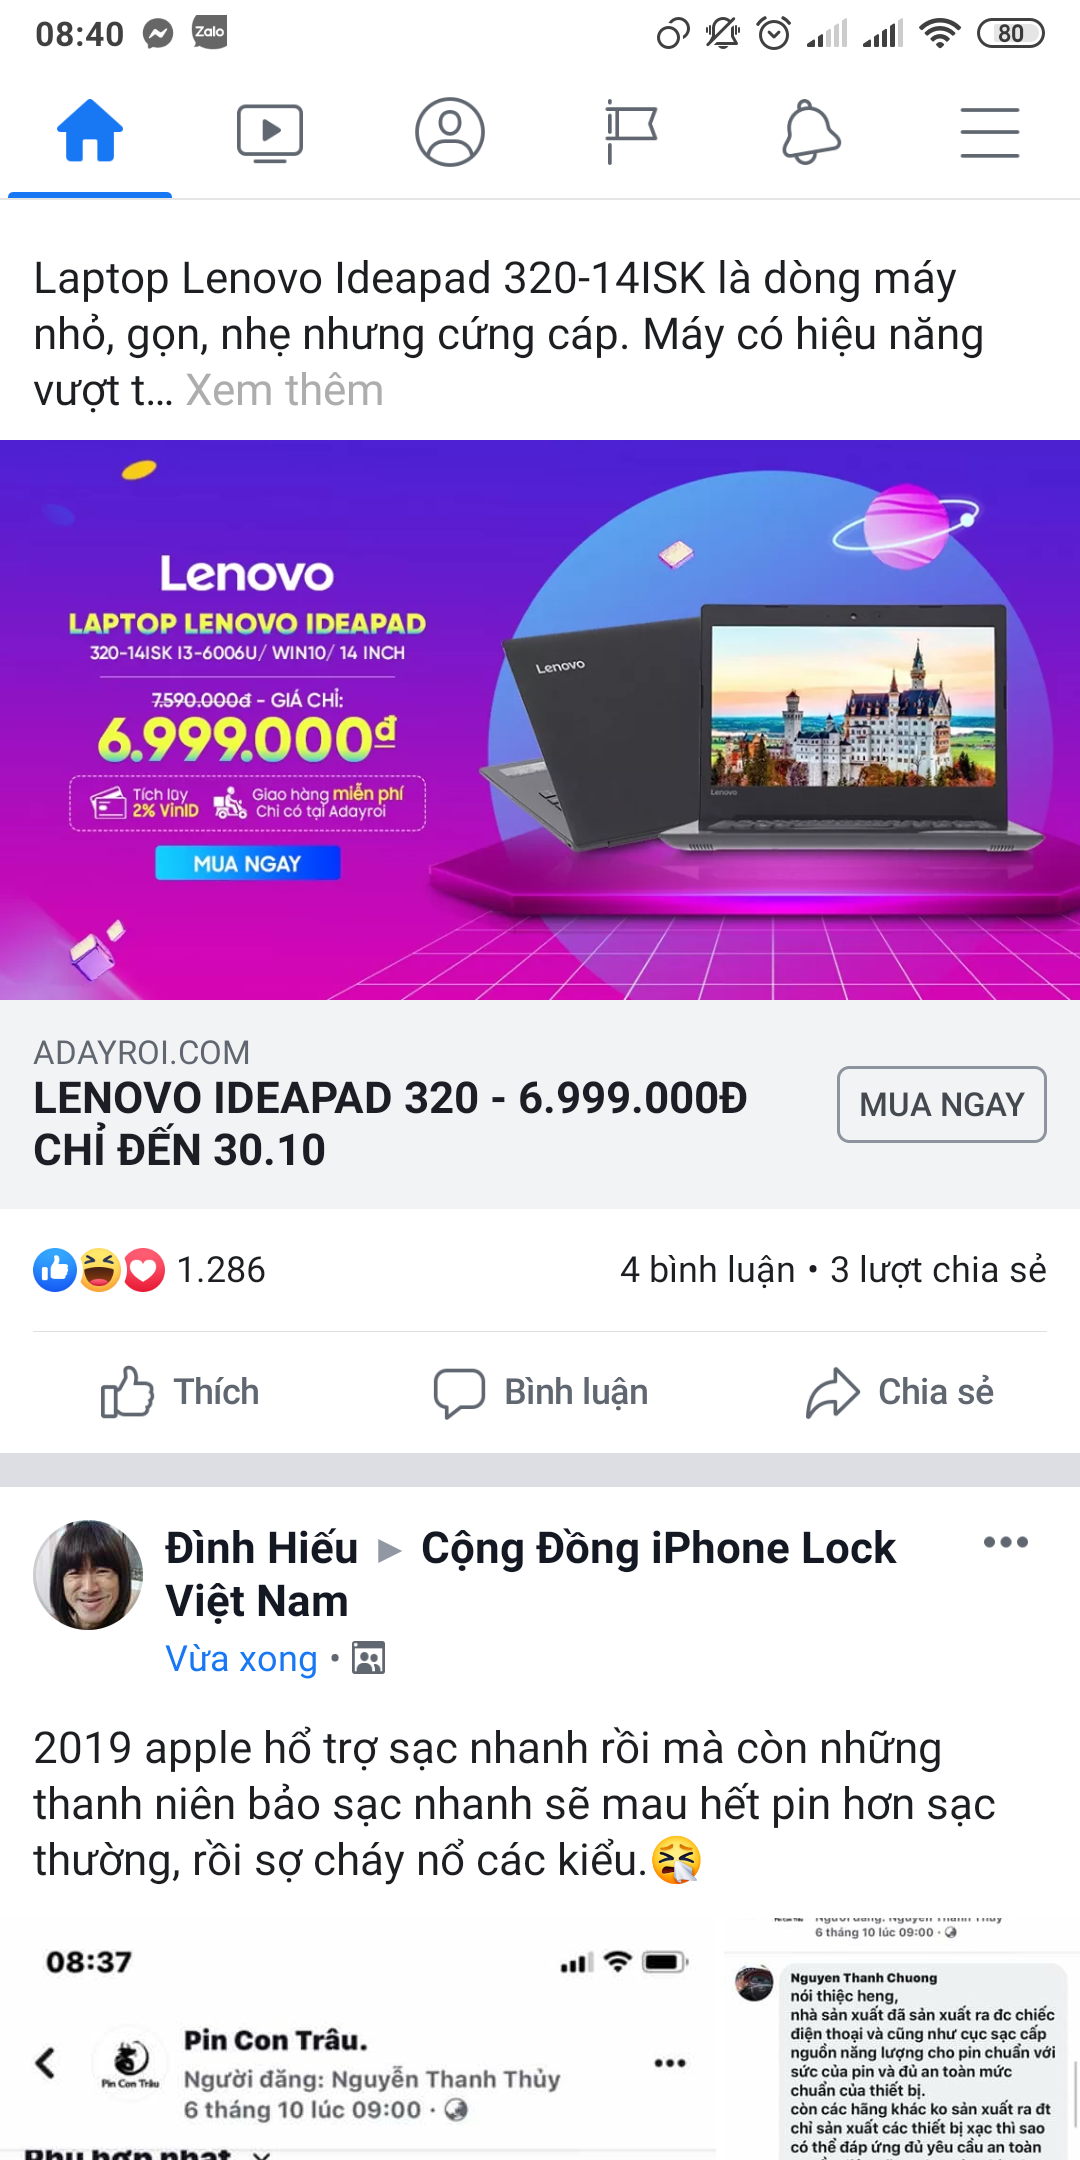 08:40
Zalo
80
Laptop Lenovo Ideapad 320-14ISK là dòng máy
nhỏ, gọn, nhẹ nhưng cứng cáp. Máy có hiệu năng
vượt t... Xem thêm
Lenovo
LAPTOP LENOVO IDEAPAD
320-14ISK I3-6006U/ WIN10/ 14 INCH
7.590.000đ - GIÁ CHỈ:
6.999.000đ
Tích lũy
2% VinID
Giao hàng miễn phí
Chỉ có tại Adayroi
MUA NGAY
Lenovo
Lenovo
ADAYROI.COM
LENOVO IDEAPAD 320 - 6.999.000Đ
CHỈ ĐẾN 30.10
MUA NGAY
1.286
4 bình luận • 3 lượt chia sẻ
Thích
Bình luận
Chia sẻ
Đình Hiếu ▶ Cộng Đồng iPhone Lock
Việt Nam
Vừa xong •
2019 apple hổ trợ sạc nhanh rồi mà còn những
thanh niên bảo sạc nhanh sẽ mau hết pin hơn sạc
thường, rồi sợ cháy nổ các kiểu.🤧
08:37
Pin Con Trâu
Pin Con Trâu.
Người đăng: Nguyễn Thanh Thủy
6 tháng 10 lúc 09:00 ·
Phù hợp nhất
Người đăng: Nguyễn Thanh Thủy
6 tháng 10 lúc 09:00 ·
Nguyen Thanh Chuong
nói thiệc heng,
nhà sản xuất đã sản xuất ra đc chiếc
điện thoại và cũng như cục sạc cấp
nguồn năng lượng cho pin chuẩn với
sức của pin và đủ an toàn mức
chuẩn của thiết bị.
còn các hãng khác ko sản xuất ra đt
chỉ sản xuất các thiết bị xạc thì sao
có thể đáp ứng đủ yêu cầu an toàn